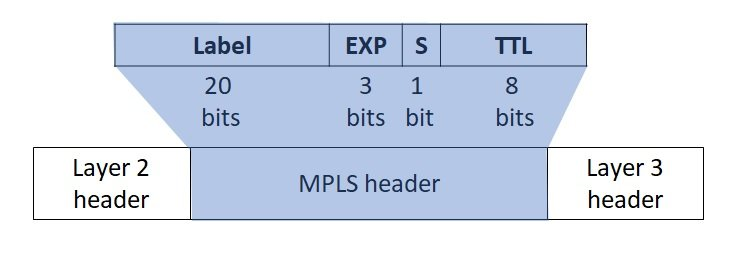 Label EXP S TTL
20 3 1 8
bits bits bit bits
Layer 2 MPLS header Layer 3
header header